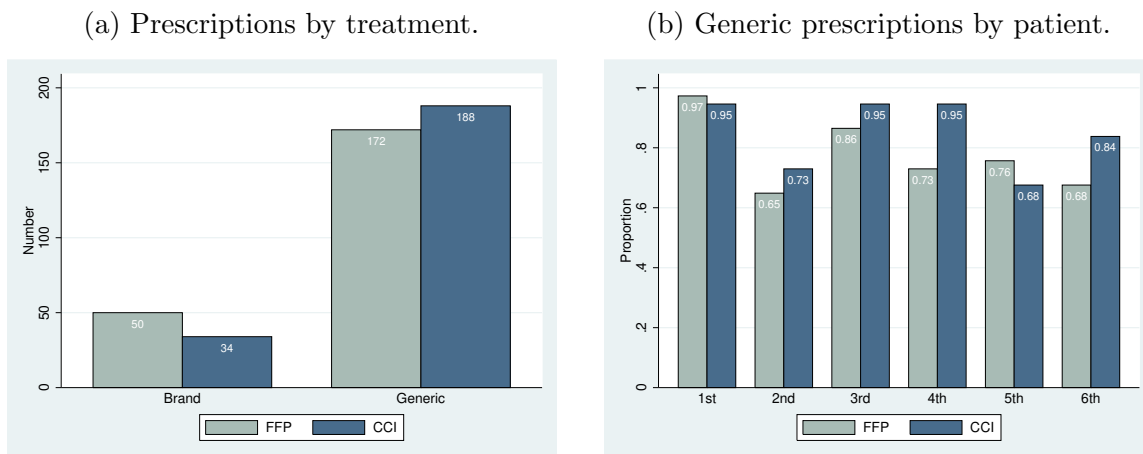 (a) Prescriptions by treatment.
200
150
100
50
0
Number
50
34
172
188
Brand
Generic
FFP
CCI
(b) Generic prescriptions by patient.
1
.8
.6
.4
.2
0
Proportion
0.97
0.95
0.65
0.73
0.86
0.95
0.73
0.95
0.76
0.68
0.68
0.84
1st
2nd
3rd
4th
5th
6th
FFP
CCI